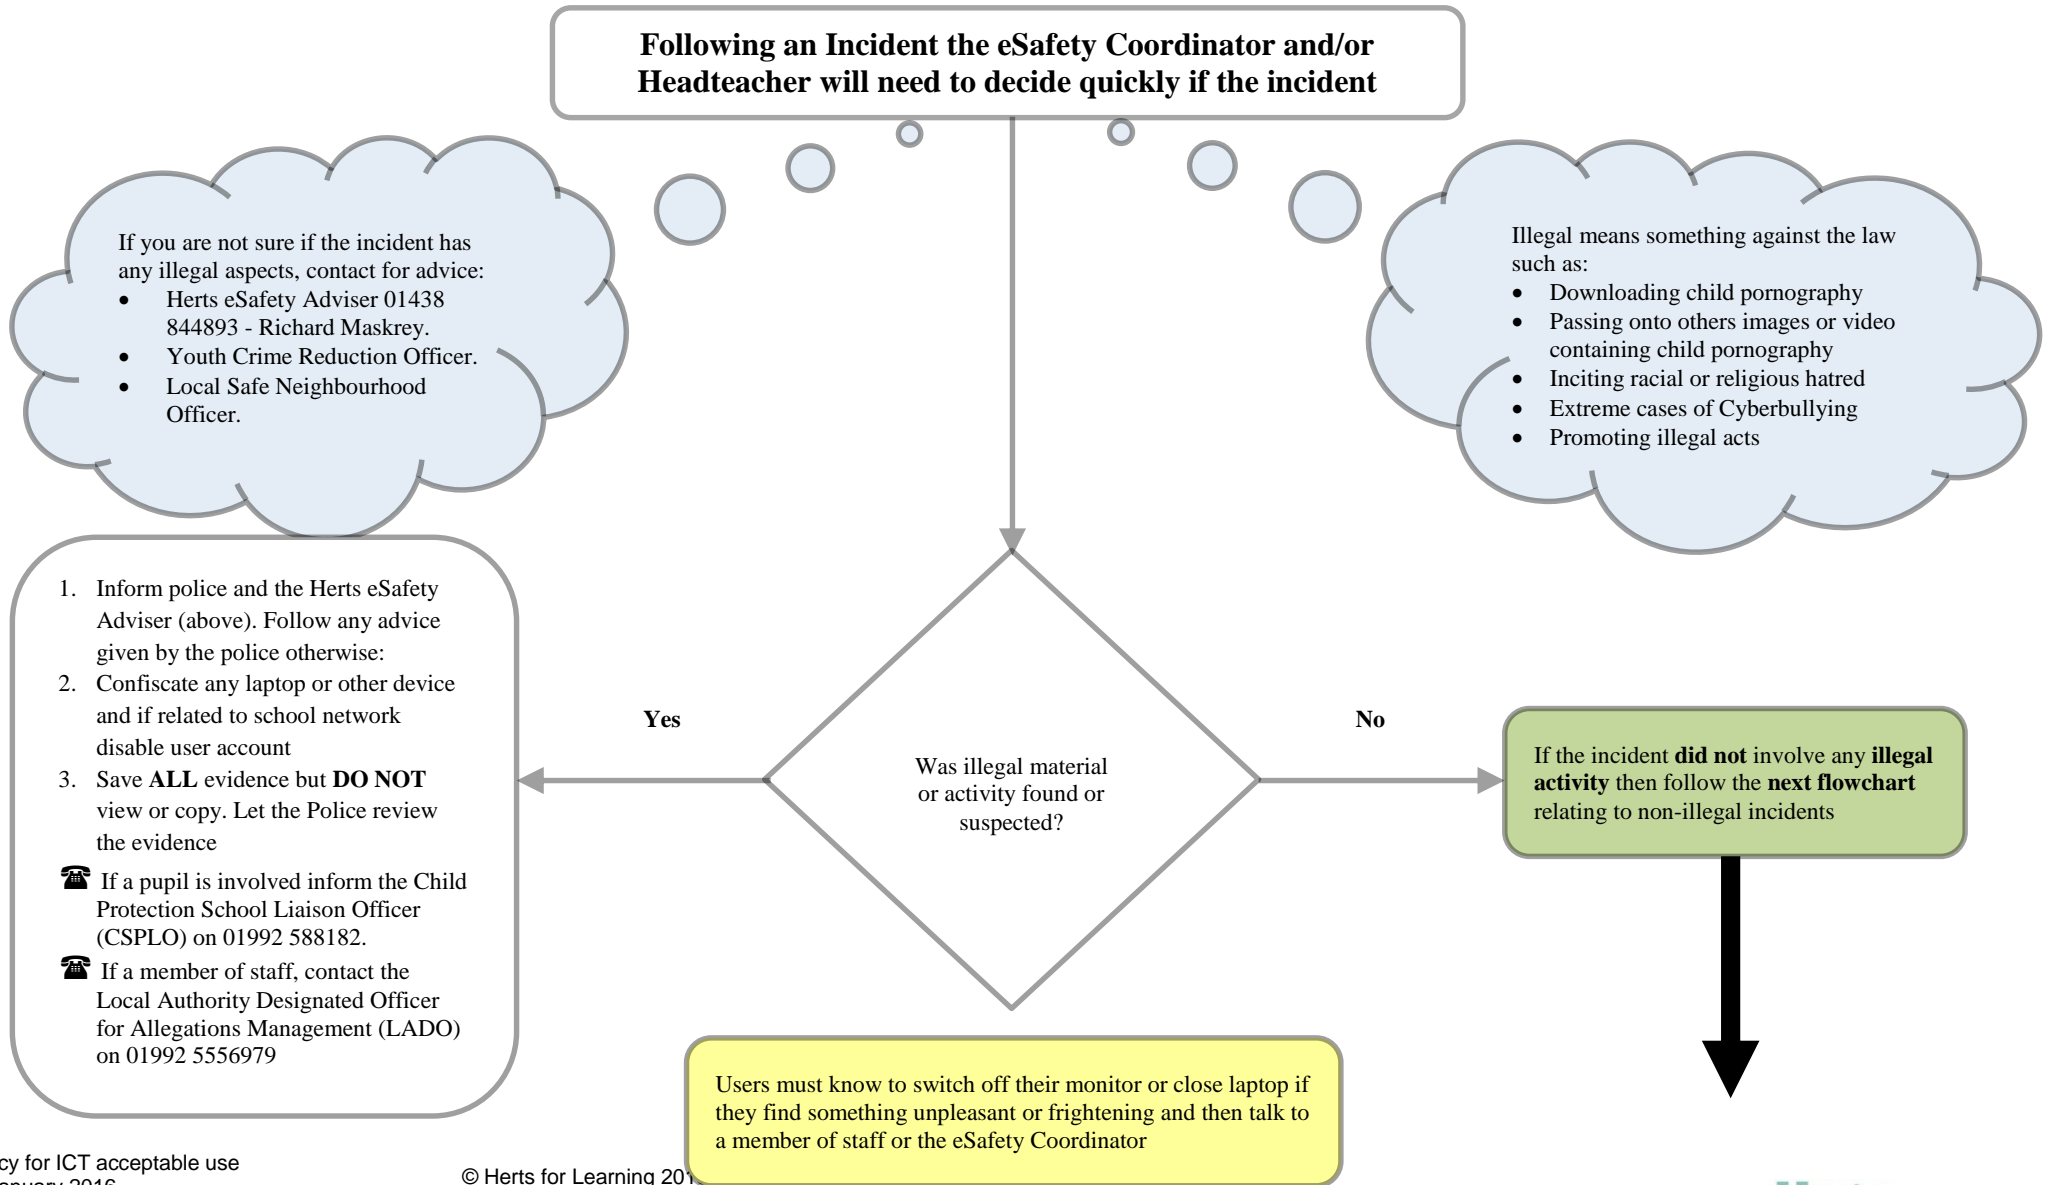 Following an Incident the eSafety Coordinator and/or
Headteacher will need to decide quickly if the incident
If you are not sure if the incident has
any illegal aspects, contact for advice:
• Herts eSafety Adviser 01438
844893 - Richard Maskrey.
• Youth Crime Reduction Officer.
• Local Safe Neighbourhood
Officer.
Illegal means something against the law
such as:
• Downloading child pornography
• Passing onto others images or video
containing child pornography
• Inciting racial or religious hatred
• Extreme cases of Cyberbullying
• Promoting illegal acts
1. Inform police and the Herts eSafety
Adviser (above). Follow any advice
given by the police otherwise:
2. Confiscate any laptop or other device
and if related to school network
disable user account
3. Save ALL evidence but DO NOT
view or copy. Let the Police review
the evidence
☎ If a pupil is involved inform the Child
Protection School Liaison Officer
(CSPLO) on 01992 588182.
☎ If a member of staff, contact the
Local Authority Designated Officer
for Allegations Management (LADO)
on 01992 5556979
Yes
Was illegal material
or activity found or
suspected?
No
If the incident did not involve any illegal
activity then follow the next flowchart
relating to non-illegal incidents
Users must know to switch off their monitor or close laptop if
they find something unpleasant or frightening and then talk to
a member of staff or the eSafety Coordinator
cy for ICT acceptable use
anuary 2016
© Herts for Learning 201